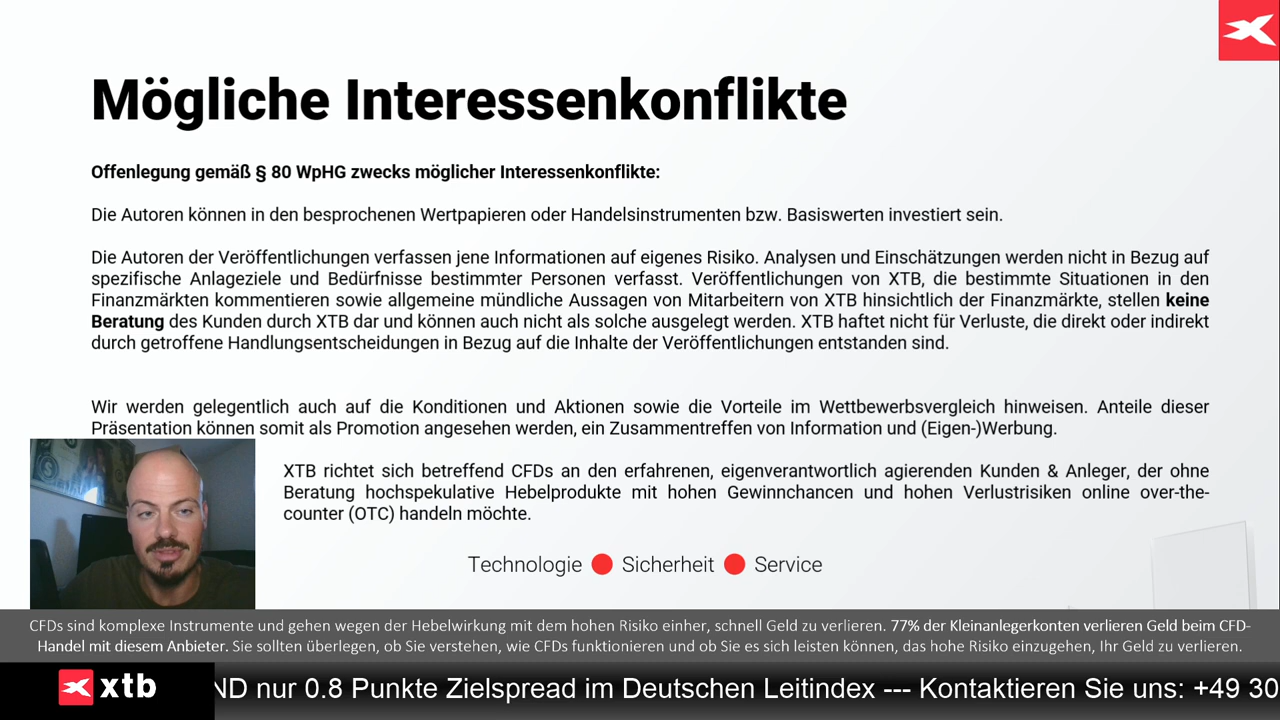 Mögliche Interessenkonflikte
Offenlegung gemäß § 80 WpHG zwecks möglicher Interessenkonflikte:
Die Autoren können in den besprochenen Wertpapieren oder Handelsinstrumenten bzw. Basiswerten investiert sein.
Die Autoren der Veröffentlichungen verfassen jene Informationen auf eigenes Risiko. Analysen und Einschätzungen werden nicht in Bezug auf
spezifische Anlageziele und Bedürfnisse bestimmter Personen verfasst. Veröffentlichungen von XTB, die bestimmte Situationen in den
Finanzmärkten kommentieren sowie allgemeine mündliche Aussagen von Mitarbeitern von XTB hinsichtlich der Finanzmärkte, stellen keine
Beratung des Kunden durch XTB dar und können auch nicht als solche ausgelegt werden. XTB haftet nicht für Verluste, die direkt oder indirekt
durch getroffene Handlungsentscheidungen in Bezug auf die Inhalte der Veröffentlichungen entstanden sind.
Wir werden gelegentlich auch auf die Konditionen und Aktionen sowie die Vorteile im Wettbewerbsvergleich hinweisen. Anteile dieser
Präsentation können somit als Promotion angesehen werden, ein Zusammentreffen von Information und (Eigen-)Werbung.
XTB richtet sich betreffend CFDs an den erfahrenen, eigenverantwortlich agierenden Kunden & Anleger, der ohne
Beratung hochspekulative Hebelprodukte mit hohen Gewinnchancen und hohen Verlustrisiken online over-the-
counter (OTC) handeln möchte.
Technologie Sicherheit Service
CFDs sind komplexe Instrumente und gehen wegen der Hebelwirkung mit dem hohen Risiko einher, schnell Geld zu verlieren. 77% der Kleinanlegerkonten verlieren Geld beim CFD-
Handel mit diesem Anbieter. Sie sollten überlegen, ob Sie verstehen, wie CFDs funktionieren und ob Sie es sich leisten können, das hohe Risiko einzugehen, Ihr Geld zu verlieren.
xtb ND nur 0.8 Punkte Zielspread im Deutschen Leitindex --- Kontaktieren Sie uns: +49 30